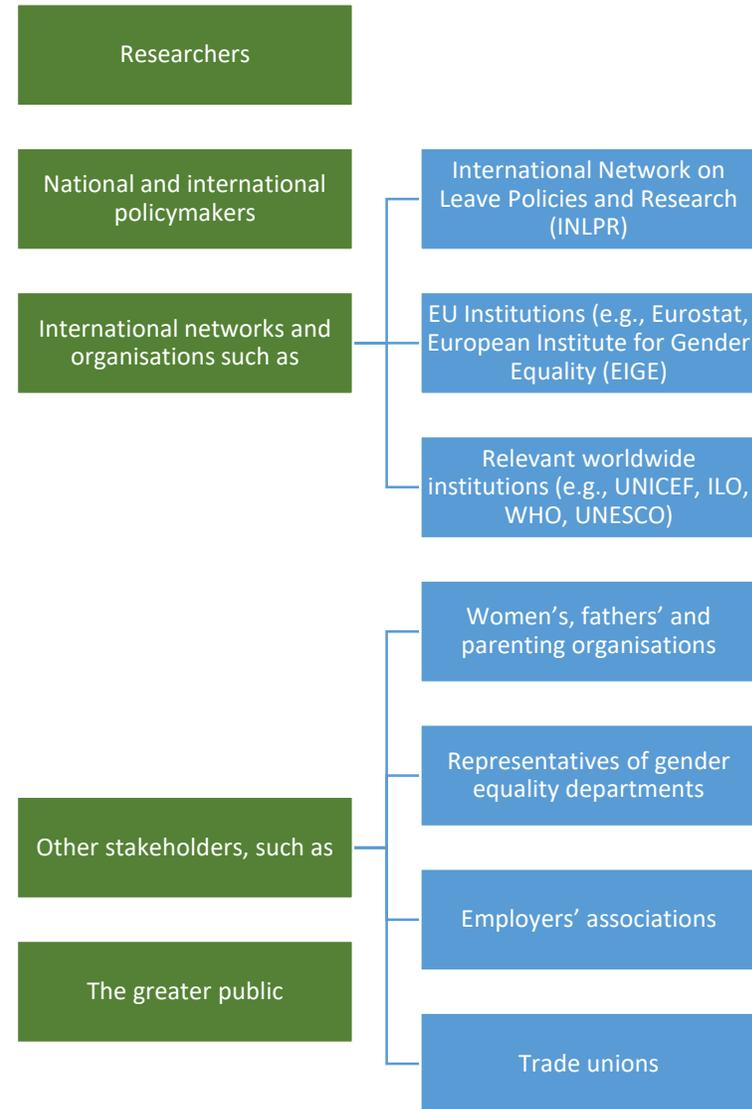 Researchers
National and international
policymakers
International networks and
organisations such as
International Network on
Leave Policies and Research
(INLPR)
EU Institutions (e.g., Eurostat,
European Institute for Gender
Equality (EIGE)
Relevant worldwide
institutions (e.g., UNICEF, ILO,
WHO, UNESCO)
Other stakeholders, such as
Women’s, fathers’ and
parenting organisations
Representatives of gender
equality departments
Employers’ associations
Trade unions
The greater public